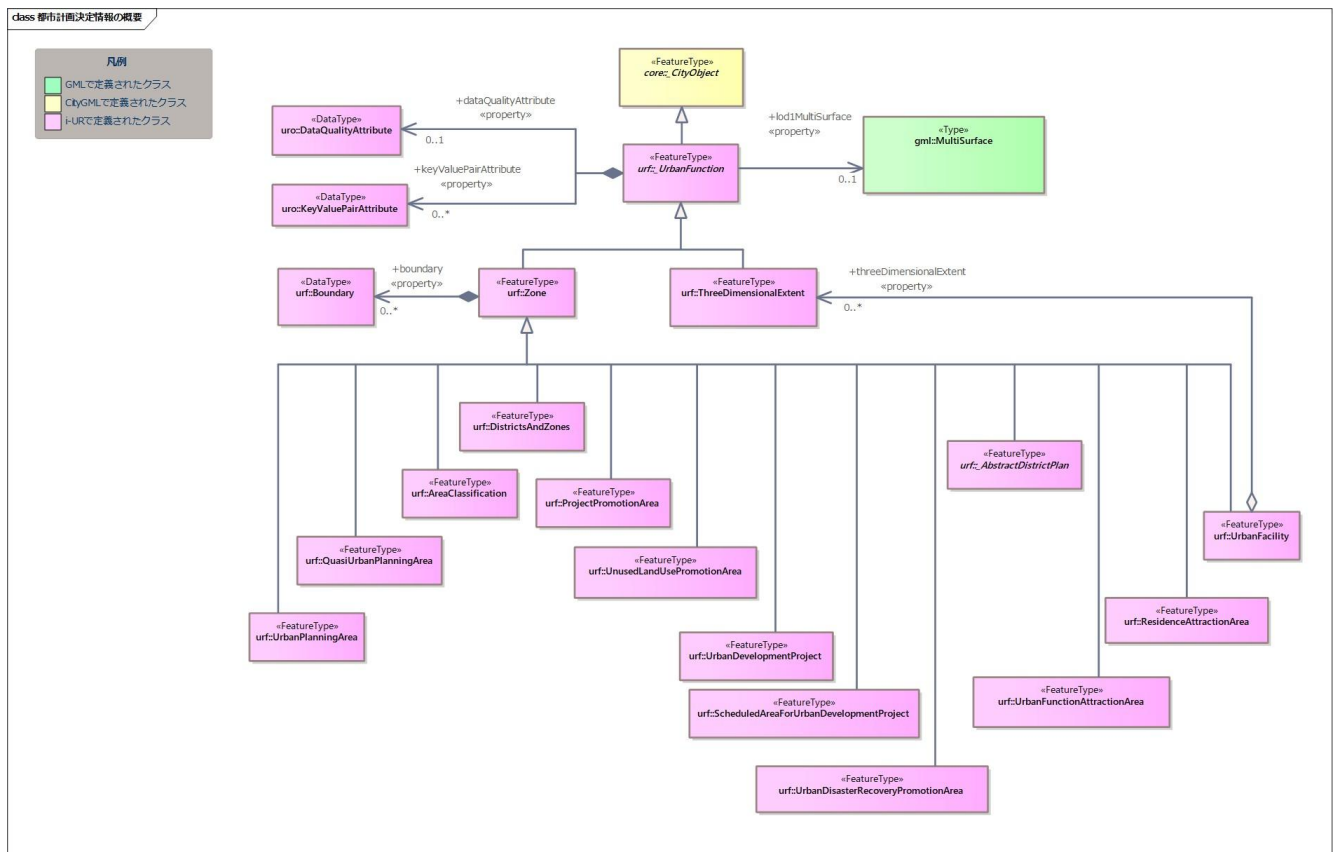 class 都市計画決定情報の概要
凡例
GMLで定義されたクラス
CityGMLで定義されたクラス
i-URで定義されたクラス
«FeatureType»
core::_CityObject
+dataQualityAttribute
«property»
0..1
«DataType»
uro::DataQualityAttribute
+keyValuePairAttribute
«property»
0..*
«DataType»
uro::KeyValuePairAttribute
«FeatureType»
urf::_UrbanFunction
+lod1MultiSurface
«property»
0..1
«Type»
gml::MultiSurface
«DataType»
urf::Boundary
+boundary
«property»
0..*
«FeatureType»
urf::Zone
«FeatureType»
urf::ThreeDimensionalExtent
+threeDimensionalExtent
«property»
0..*
«FeatureType»
urf::DistrictsAndZones
«FeatureType»
urf::_AbstractDistrictPlan
«FeatureType»
urf::AreaClassification
«FeatureType»
urf::ProjectPromotionArea
«FeatureType»
urf::UrbanFacility
«FeatureType»
urf::QuasiUrbanPlanningArea
«FeatureType»
urf::UnusedLandUsePromotionArea
«FeatureType»
urf::ResidenceAttractionArea
«FeatureType»
urf::UrbanPlanningArea
«FeatureType»
urf::UrbanDevelopmentProject
«FeatureType»
urf::UrbanFunctionAttractionArea
«FeatureType»
urf::ScheduledAreaForUrbanDevelopmentProject
«FeatureType»
urf::UrbanDisasterRecoveryPromotionArea